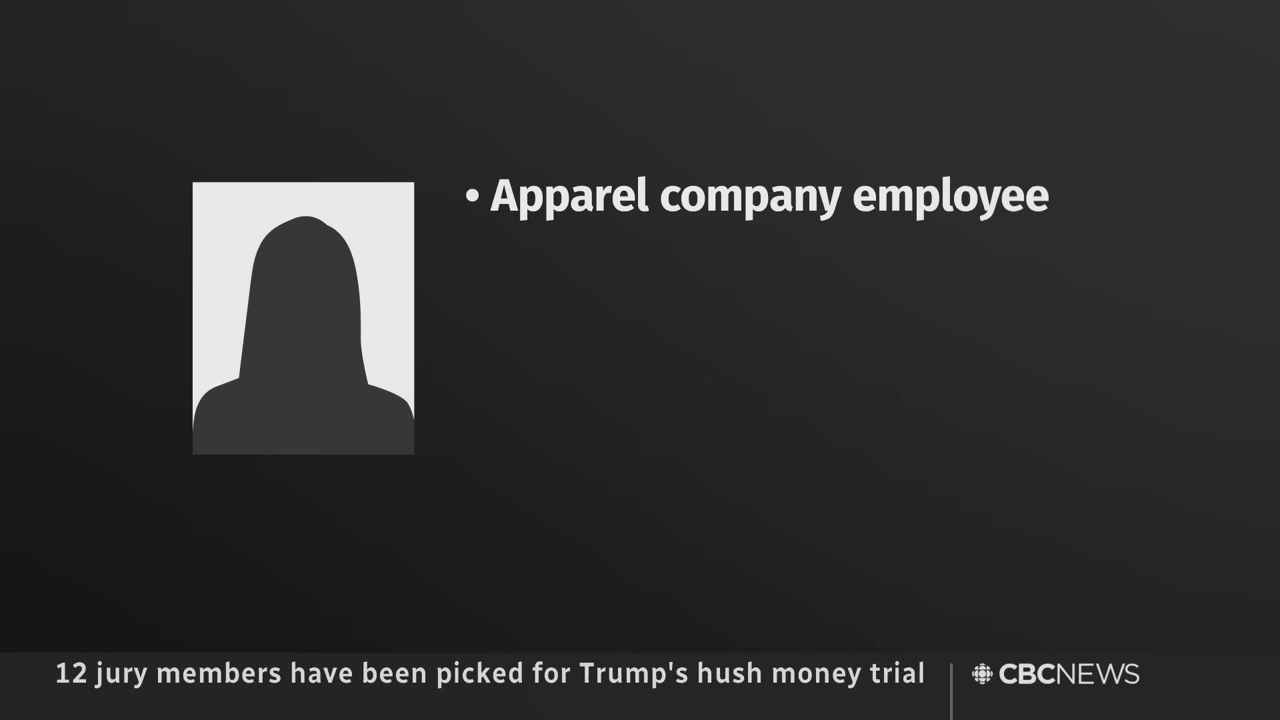 • Apparel company employee
12 jury members have been picked for Trump's hush money trial
CBCNEWS